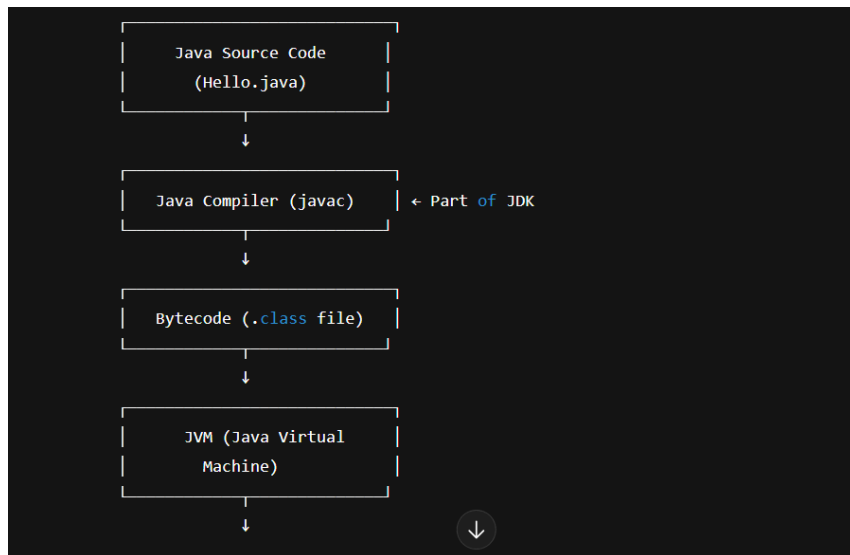 Java Source Code
(Hello.java)
↓
Java Compiler (javac) ← Part of JDK
↓
Bytecode (.class file)
↓
JVM (Java Virtual
Machine)
↓